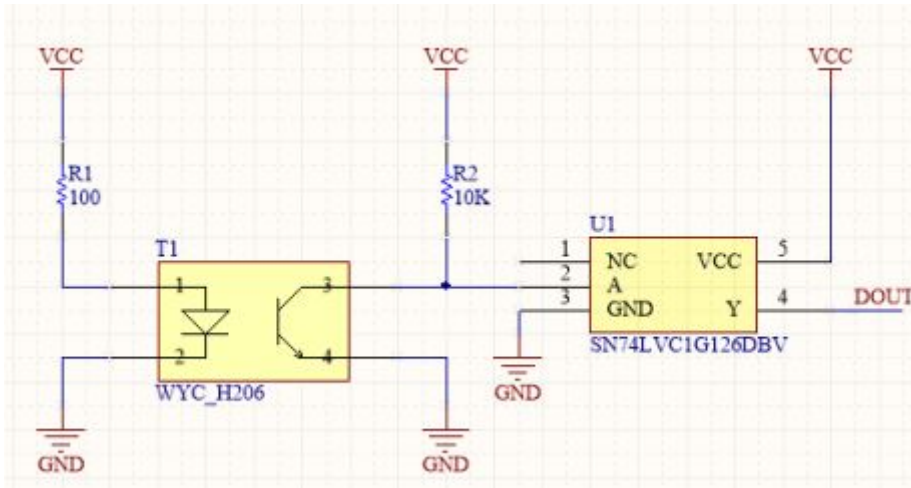 VCC
VCC
VCC
R1
100
R2
10K
U1
T1
1
NC
VCC
5
2
A
1
3
3
GND
Y
4
DOUT
SN74LVC1G126DBV
2
4
WYC_H206
GND
GND
GND